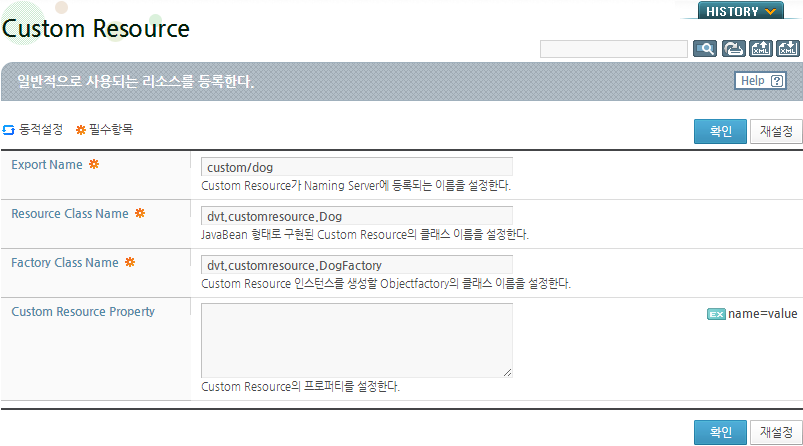 HISTORY
Custom Resource
XML
XML
일반적으로 사용되는 리소스를 등록한다.
Help ?
동적설정 필수항목
확인 재설정
Export Name
custom/dog
Custom Resource가 Naming Server에 등록되는 이름을 설정한다.
Resource Class Name
dvt.customresource.Dog
JavaBean 형태로 구현된 Custom Resource의 클래스 이름을 설정한다.
Factory Class Name
dvt.customresource.DogFactory
Custom Resource 인스턴스를 생성할 Objectfactory의 클래스 이름을 설정한다.
Custom Resource Property
EX name=value
Custom Resource의 프로퍼티를 설정한다.
확인 재설정